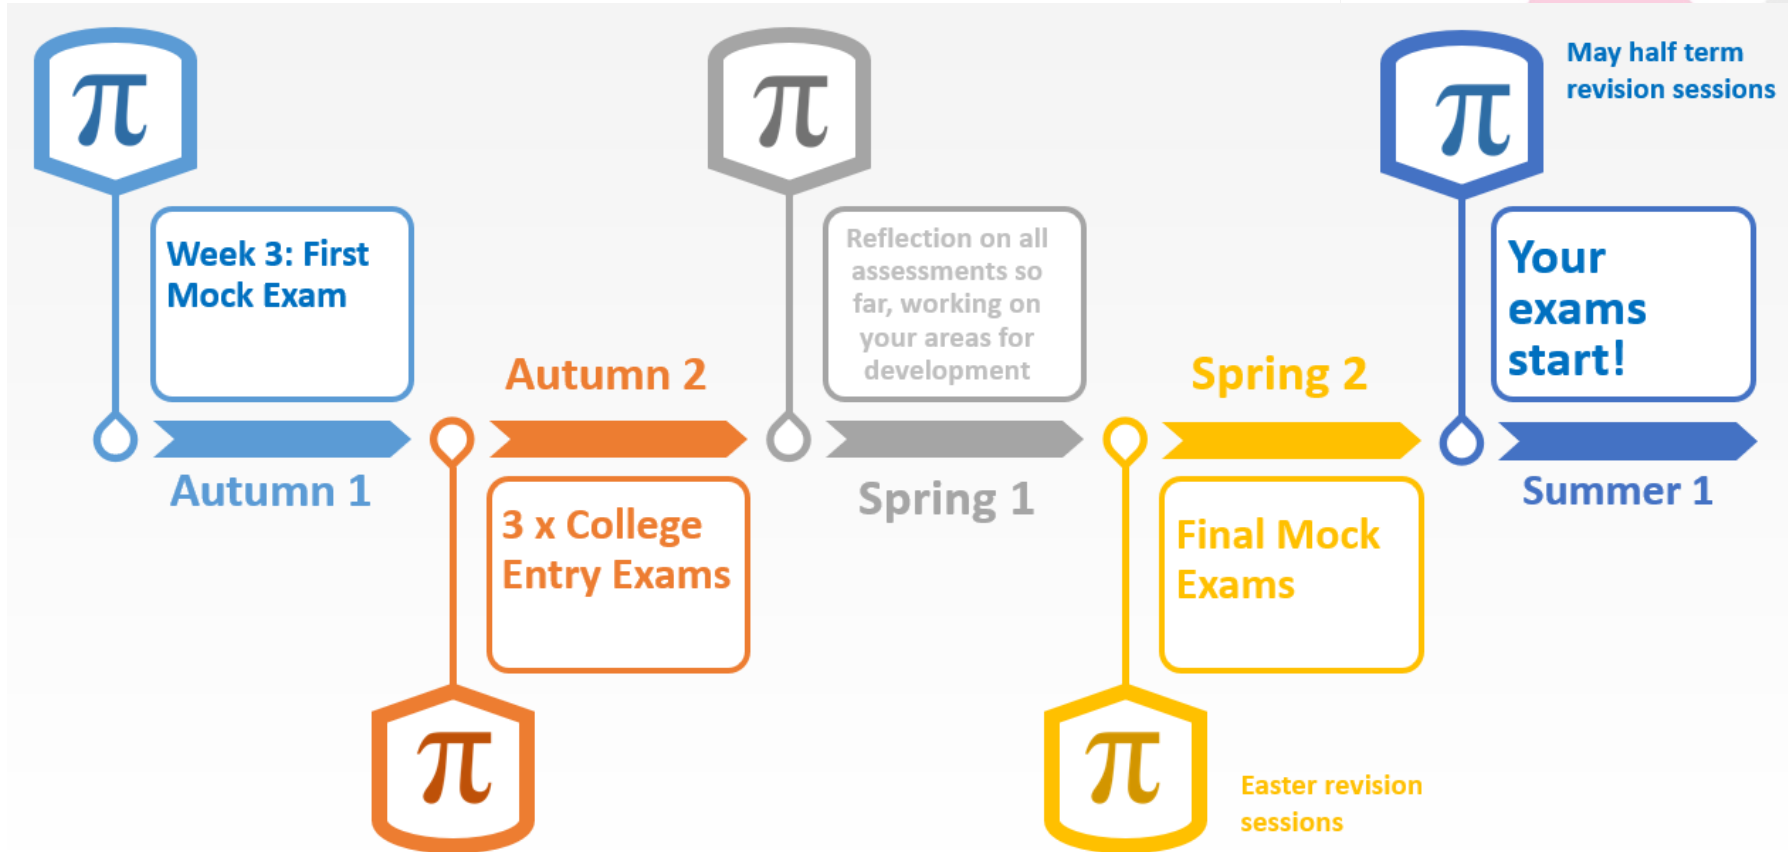 π
Week 3: First
Mock Exam
Autumn 1
Autumn 2
3 x College
Entry Exams
π
π
Reflection on all
assessments so
far, working on
your areas for
development
Spring 1
Spring 2
Final Mock
Exams
π
Easter revision
sessions
π
May half term
revision sessions
Your
exams
start!
Summer 1